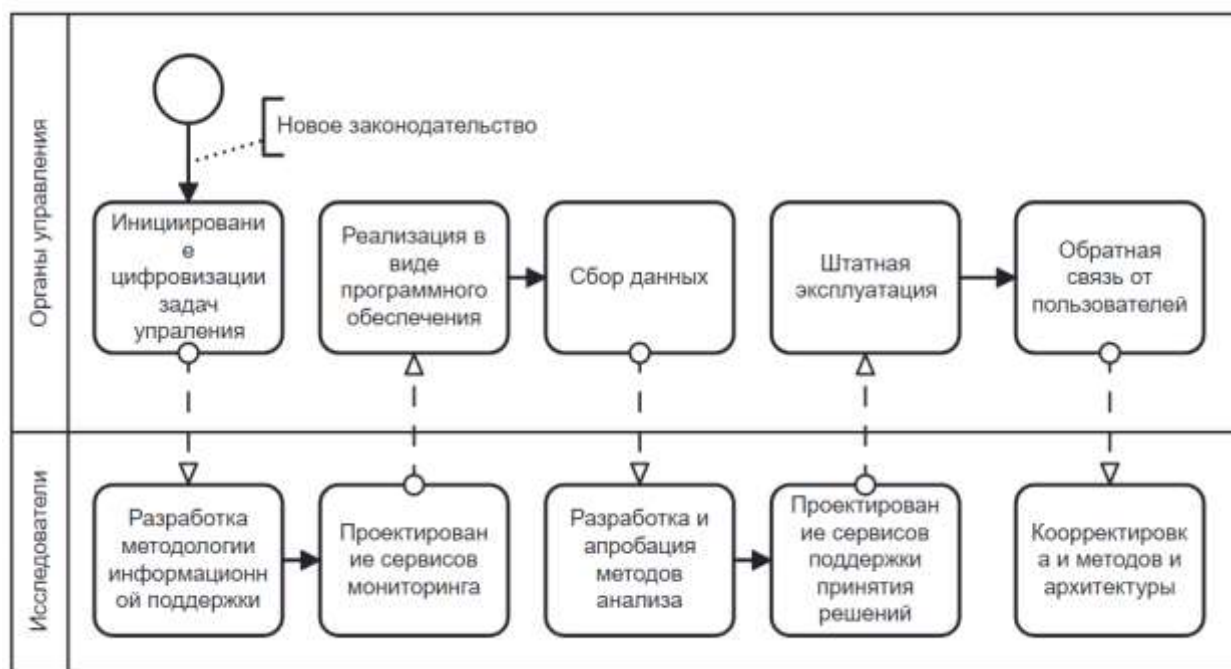 Органы управления
Новое законодательство
Инициировани
е
цифровизации
задач
упраления
Реализация в
виде
программного
обеспечения
Сбор данных
Штатная
эксплуатация
Обратная
связь от
пользователей
Исследователи
Разработка
методологии
информационн
ой поддержки
Проектирован
ие сервисов
мониторинга
Разработка и
апробация
методов
анализа
Проектирован
ие сервисов
поддержки
принятия
решений
Коорректировк
а и методов и
архитектуры